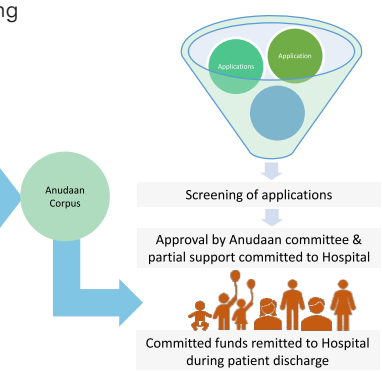 ng
Applications
Application
Anudaan
Corpus
Screening of applications
Approval by Anudaan committee &
partial support committed to Hospital
Committed funds remitted to Hospital
during patient discharge